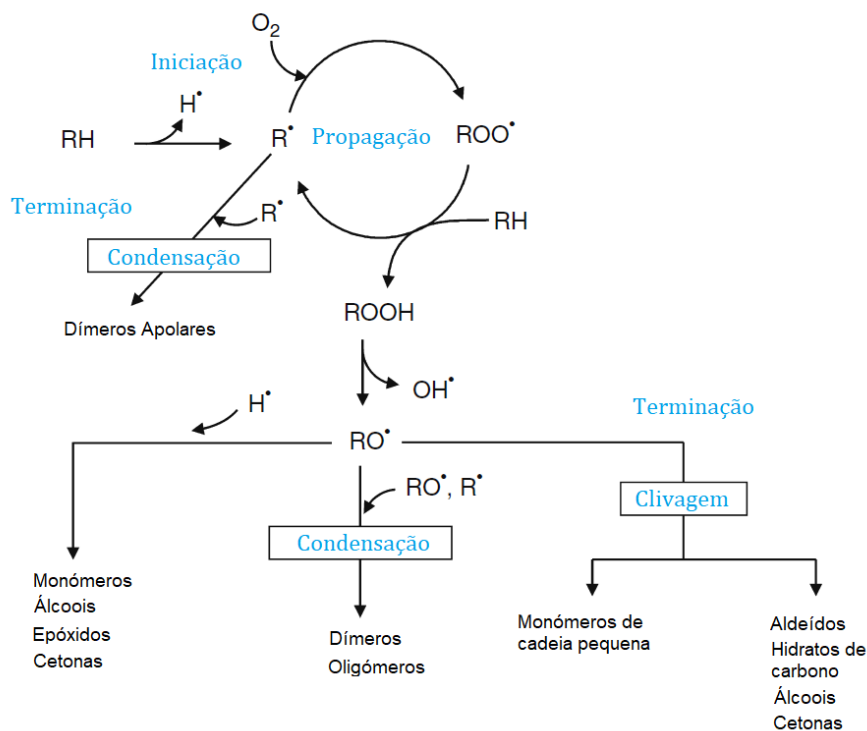 O₂
Iniciação
H•
RH
R•
Propagação
ROO•
Terminação
R•
RH
Condensação
Dímeros Apolares
ROOH
OH•
H•
Terminação
RO•
RO•, R•
Clivagem
Condensação
Monómeros
Álcoois
Epóxidos
Cetonas
Dímeros
Oligómeros
Monómeros de
cadeia pequena
Aldeídos
Hidratos de
carbono
Álcoois
Cetonas